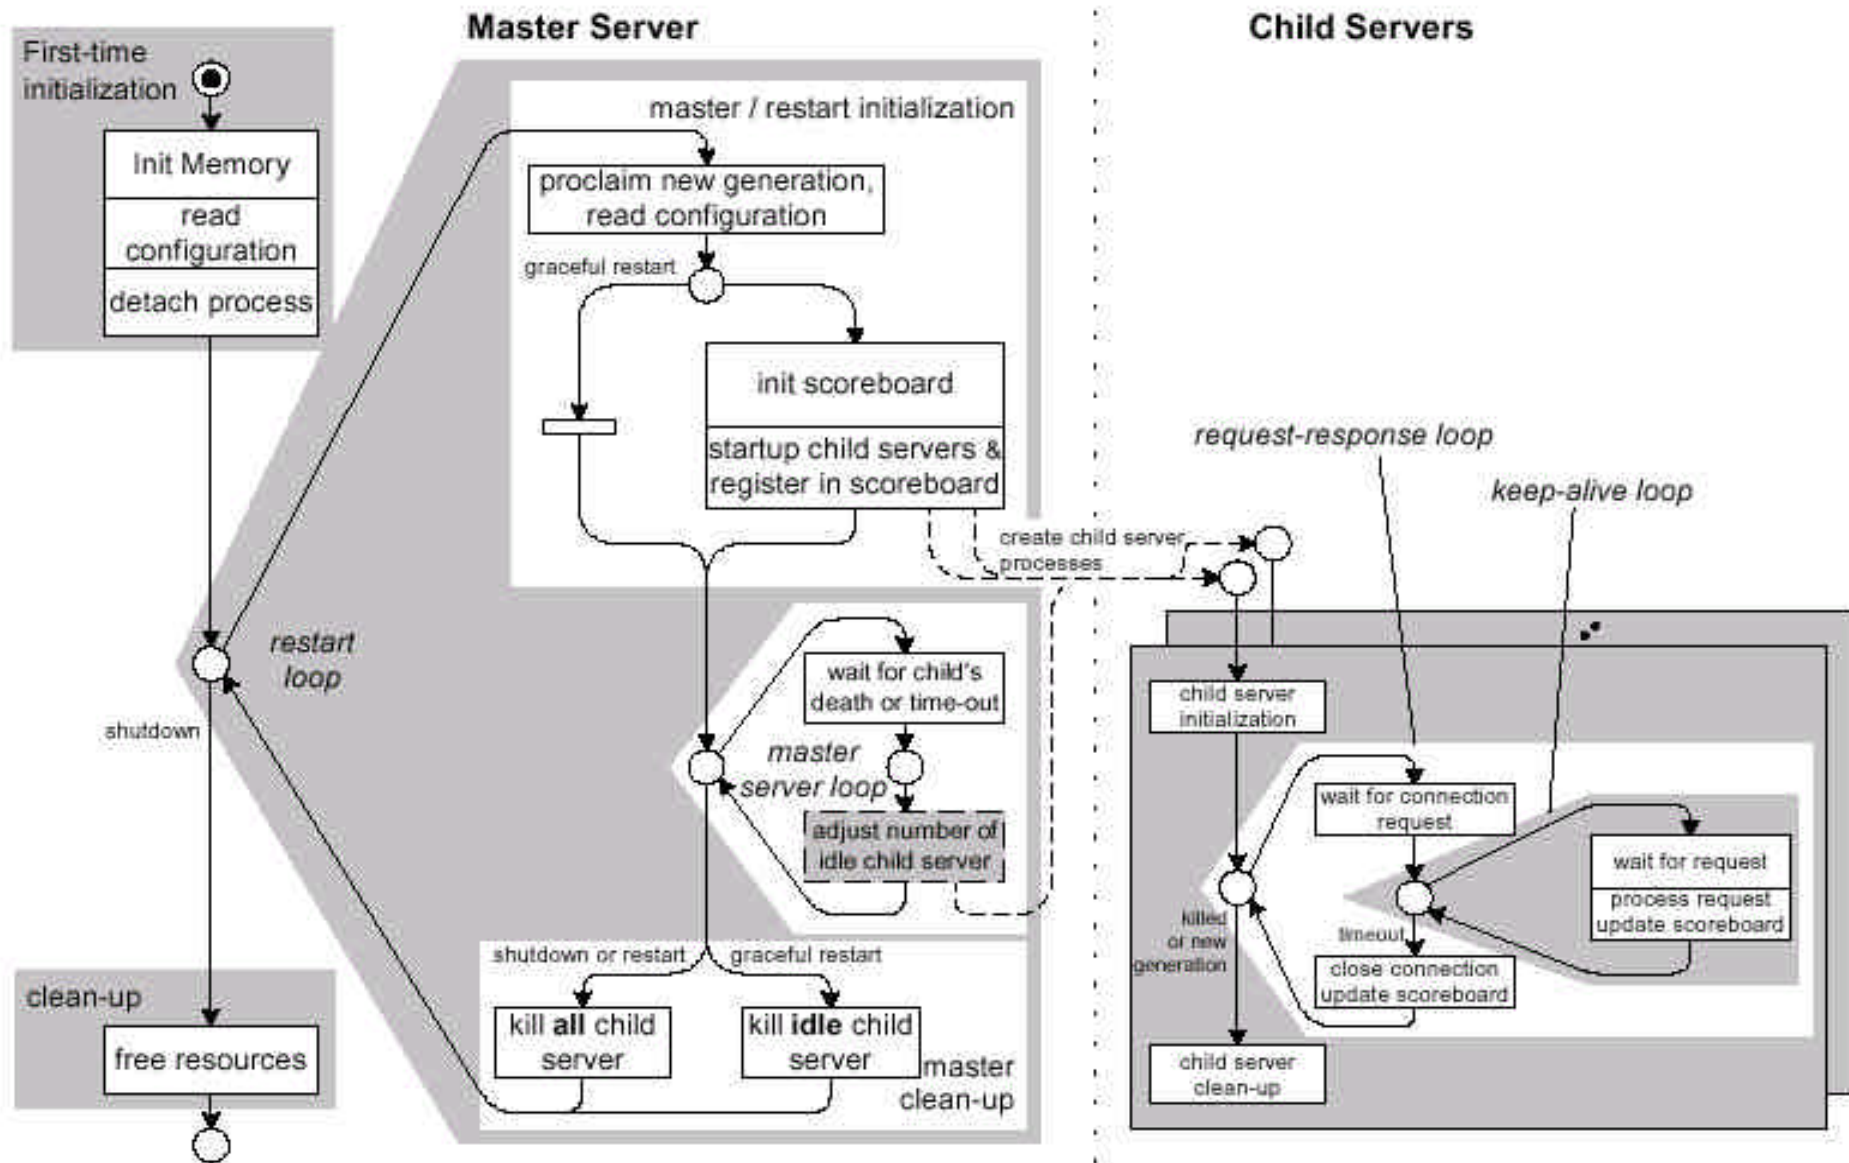 Master Server
Child Servers
First-time
initialization
Init Memory
read
configuration
detach process
master / restart initialization
proclaim new generation,
read configuration
graceful restart
init scoreboard
startup child servers &
register in scoreboard
create child server
processes
request-response loop
keep-alive loop
restart
loop
shutdown
wait for child's
death or time-out
master
server loop
adjust number of
idle child server
shutdown or restart
graceful restart
kill all child
server
kill idle child
server
master
clean-up
clean-up
free resources
child server
initialization
wait for connection
request
wait for request
process request
update scoreboard
killed
or new
generation
timeout
close connection
update scoreboard
child server
clean-up